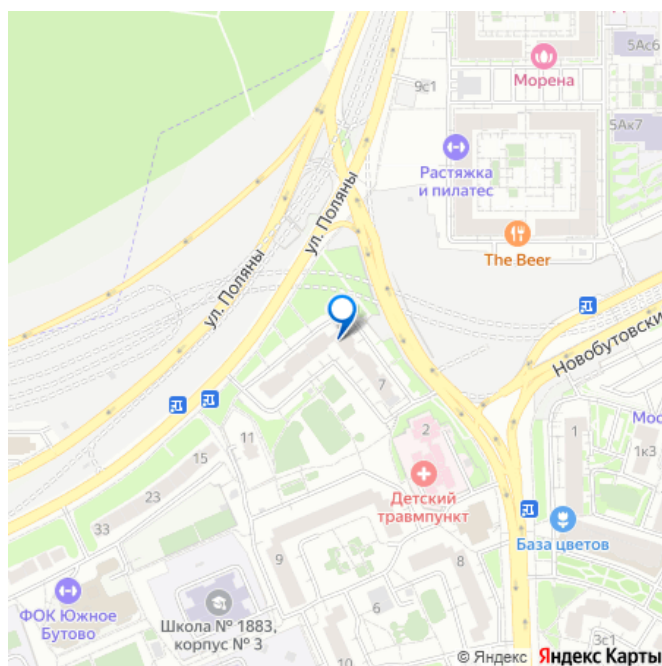 5Ак6
Морена
9с1
5Ак7
Растяжка
и пилатес
ул. Поляны
The Beer
ул. Поляны
Новобутовский
7
2
1
Мос
1к3
11
15
Детский
травмпункт
23
33
База цветов
9
8
ФОК Южное
Бутово
6
Школа № 1883,
корпус № 3
3с1
© Яндекс Яндекс Карты